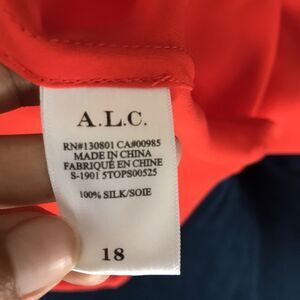 A.L.C.
RN#130801 CA#00985
MADE IN CHINA
FABRIQUÉ EN CHINE
S-1901 5TOPS00525
100% SILK/SOIE
18